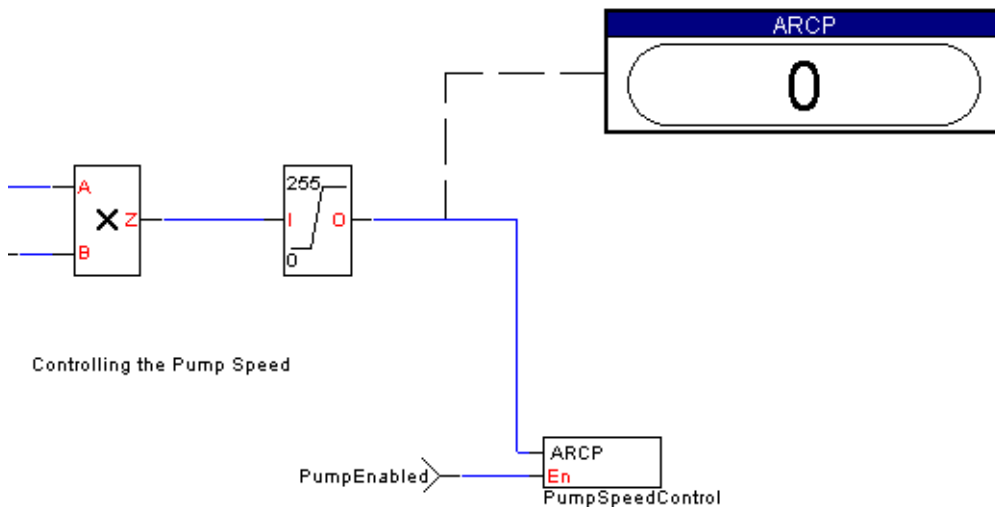 ARCP
0
A
X
Z
B
255
I
O
0
Controlling the Pump Speed
PumpEnabled
ARCP
En
PumpSpeedControl